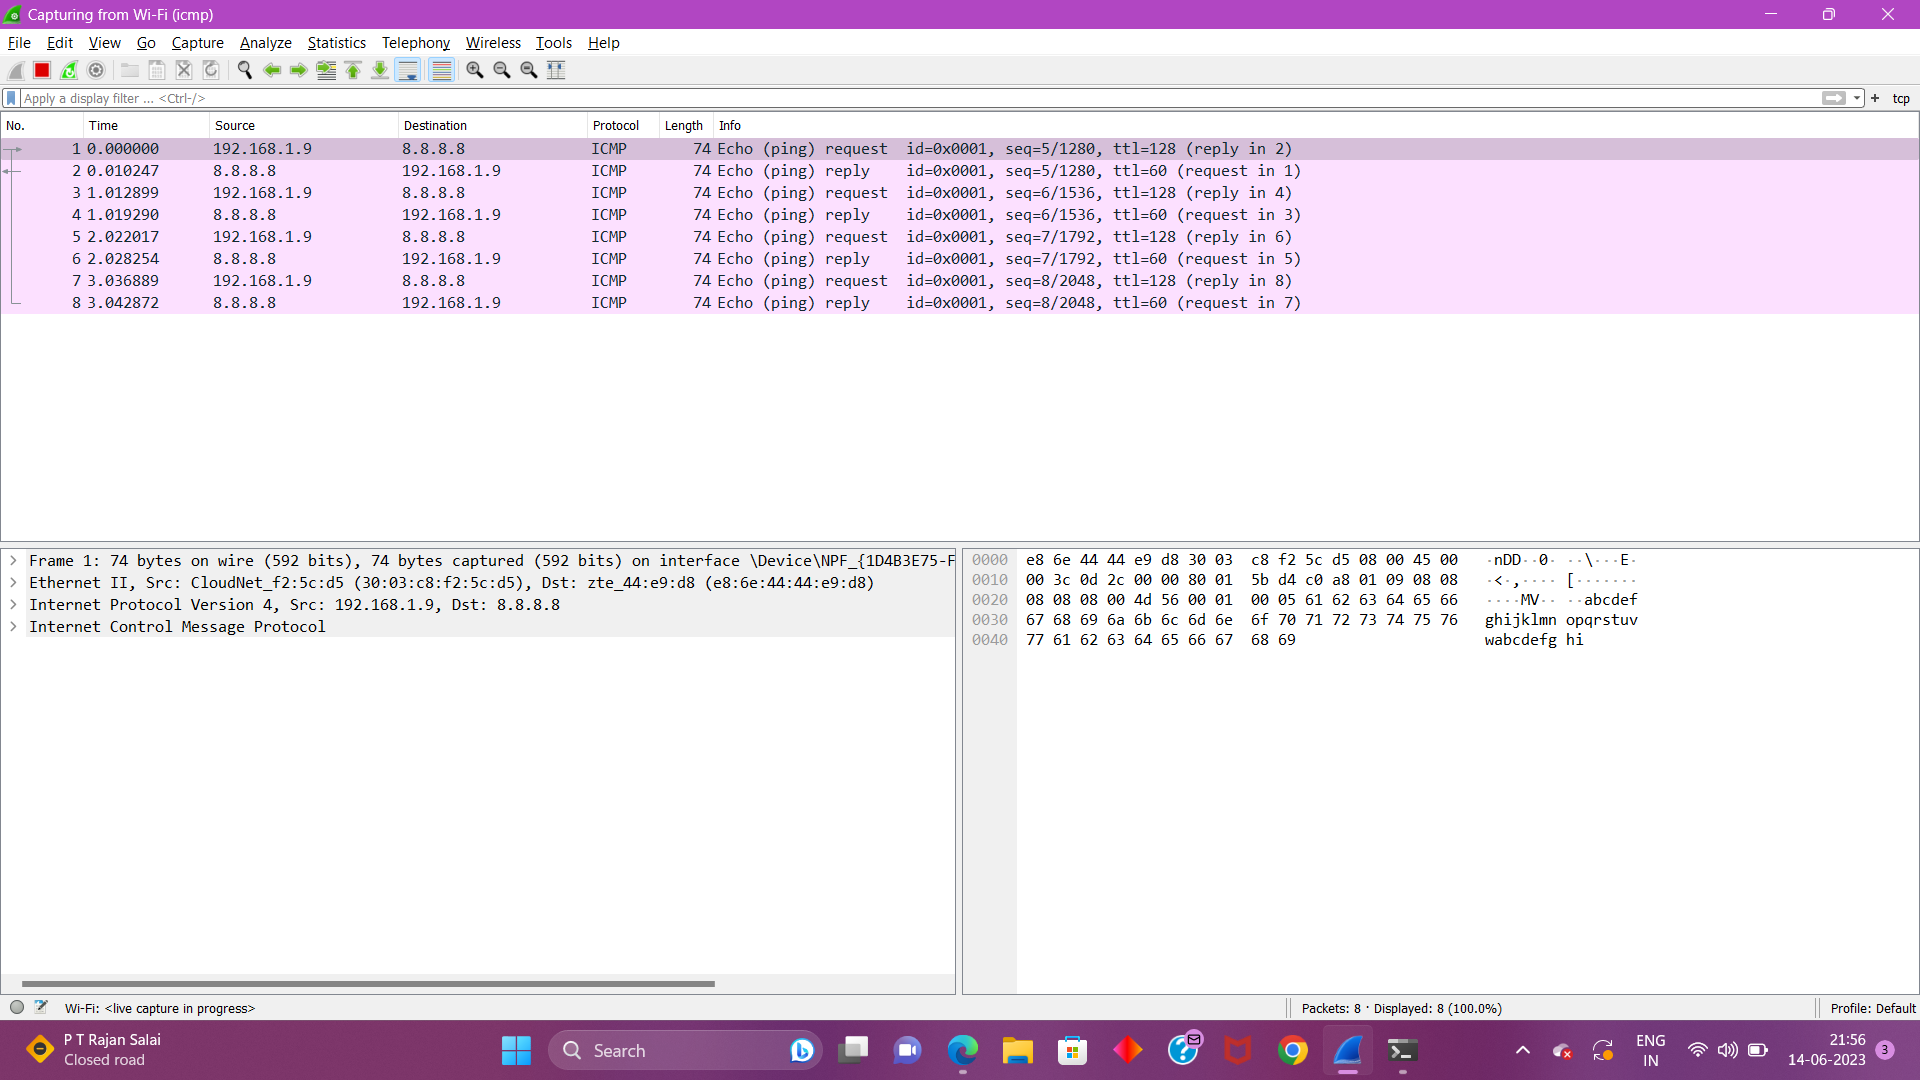 Capturing from Wi-Fi (icmp)
File Edit View Go Capture Analyze Statistics Telephony Wireless Tools Help
Apply a display filter ... <Ctrl-/> + tcp
No. Time Source Destination Protocol Length Info
1 0.000000 192.168.1.9 8.8.8.8 ICMP 74 Echo (ping) request id=0x0001, seq=5/1280, ttl=128 (reply in 2)
2 0.010247 8.8.8.8 192.168.1.9 ICMP 74 Echo (ping) reply id=0x0001, seq=5/1280, ttl=60 (request in 1)
3 1.012899 192.168.1.9 8.8.8.8 ICMP 74 Echo (ping) request id=0x0001, seq=6/1536, ttl=128 (reply in 4)
4 1.019290 8.8.8.8 192.168.1.9 ICMP 74 Echo (ping) reply id=0x0001, seq=6/1536, ttl=60 (request in 3)
5 2.022017 192.168.1.9 8.8.8.8 ICMP 74 Echo (ping) request id=0x0001, seq=7/1792, ttl=128 (reply in 6)
6 2.028254 8.8.8.8 192.168.1.9 ICMP 74 Echo (ping) reply id=0x0001, seq=7/1792, ttl=60 (request in 5)
7 3.036889 192.168.1.9 8.8.8.8 ICMP 74 Echo (ping) request id=0x0001, seq=8/2048, ttl=128 (reply in 8)
8 3.042872 8.8.8.8 192.168.1.9 ICMP 74 Echo (ping) reply id=0x0001, seq=8/2048, ttl=60 (request in 7)
Frame 1: 74 bytes on wire (592 bits), 74 bytes captured (592 bits) on interface \Device\NPF_{1D4B3E75-F
Ethernet II, Src: CloudNet_f2:5c:d5 (30:03:c8:f2:5c:d5), Dst: zte_44:e9:d8 (e8:6e:44:44:e9:d8)
Internet Protocol Version 4, Src: 192.168.1.9, Dst: 8.8.8.8
Internet Control Message Protocol
0000 e8 6e 44 44 e9 d8 30 03 c8 f2 5c d5 08 00 45 00 ·nDD··0· ··\···E·
0010 00 3c 0d 2c 00 00 80 01 5b d4 c0 a8 01 09 08 08 ·<·,···· [·······
0020 08 08 08 00 4d 56 00 01 00 05 61 62 63 64 65 66 ····MV·· ··abcdef
0030 67 68 69 6a 6b 6c 6d 6e 6f 70 71 72 73 74 75 76 ghijklmn opqrstuv
0040 77 61 62 63 64 65 66 67 68 69 wabcdefg hi
Wi-Fi: <live capture in progress> Packets: 8 · Displayed: 8 (100.0%) Profile: Default
P T Rajan Salai
Closed road
Search
ENG
IN
21:56
14-06-2023
3